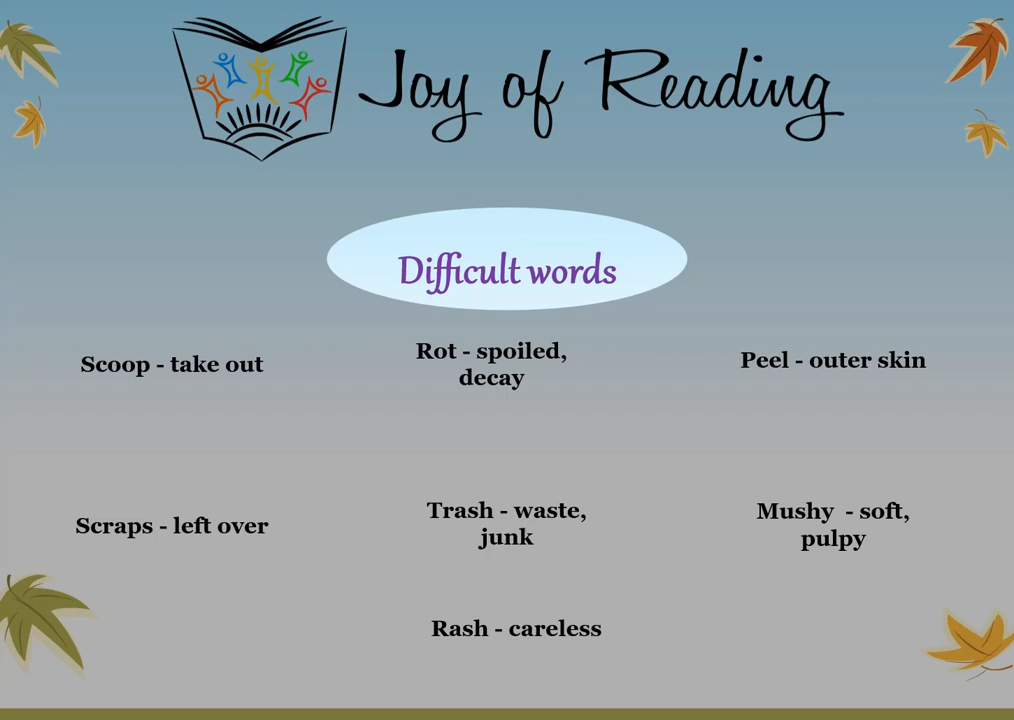 Joy of Reading
Difficult words
Scoop - take out
Rot - spoiled,
decay
Peel - outer skin
Scraps - left over
Trash - waste,
junk
Mushy  - soft,
pulpy
Rash - careless